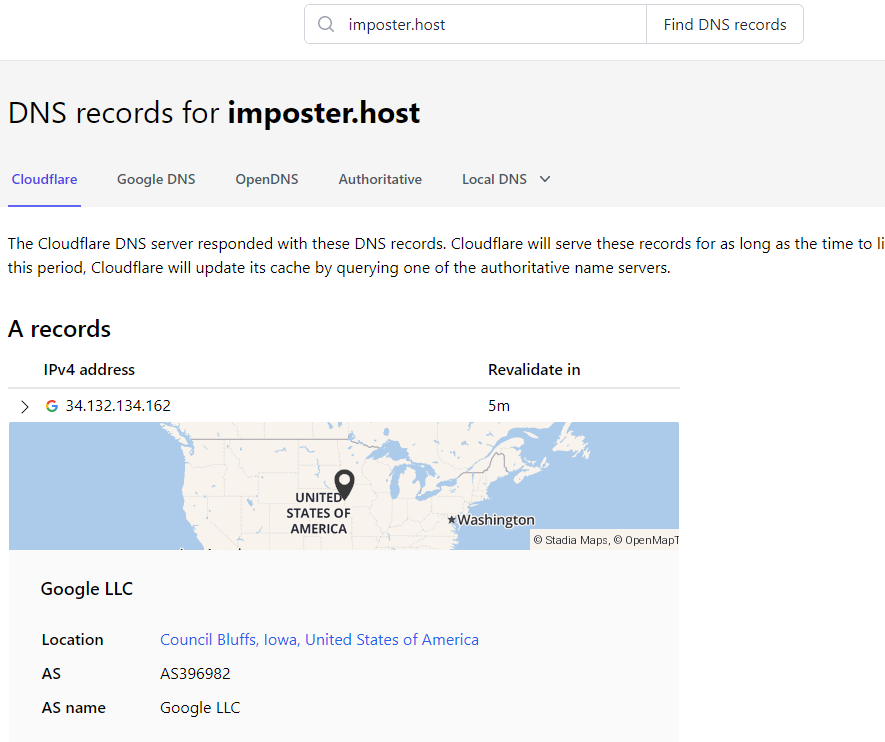 imposter.host
Find DNS records
DNS records for imposter.host
Cloudflare
Google DNS
OpenDNS
Authoritative
Local DNS
The Cloudflare DNS server responded with these DNS records. Cloudflare will serve these records for as long as the time to li
this period, Cloudflare will update its cache by querying one of the authoritative name servers.
A records
IPv4 address
Revalidate in
34.132.134.162
5m
UNITED
STATES OF
AMERICA
Washington
© Stadia Maps, © OpenMapT
Google LLC
Location
Council Bluffs, Iowa, United States of America
AS
AS396982
AS name
Google LLC